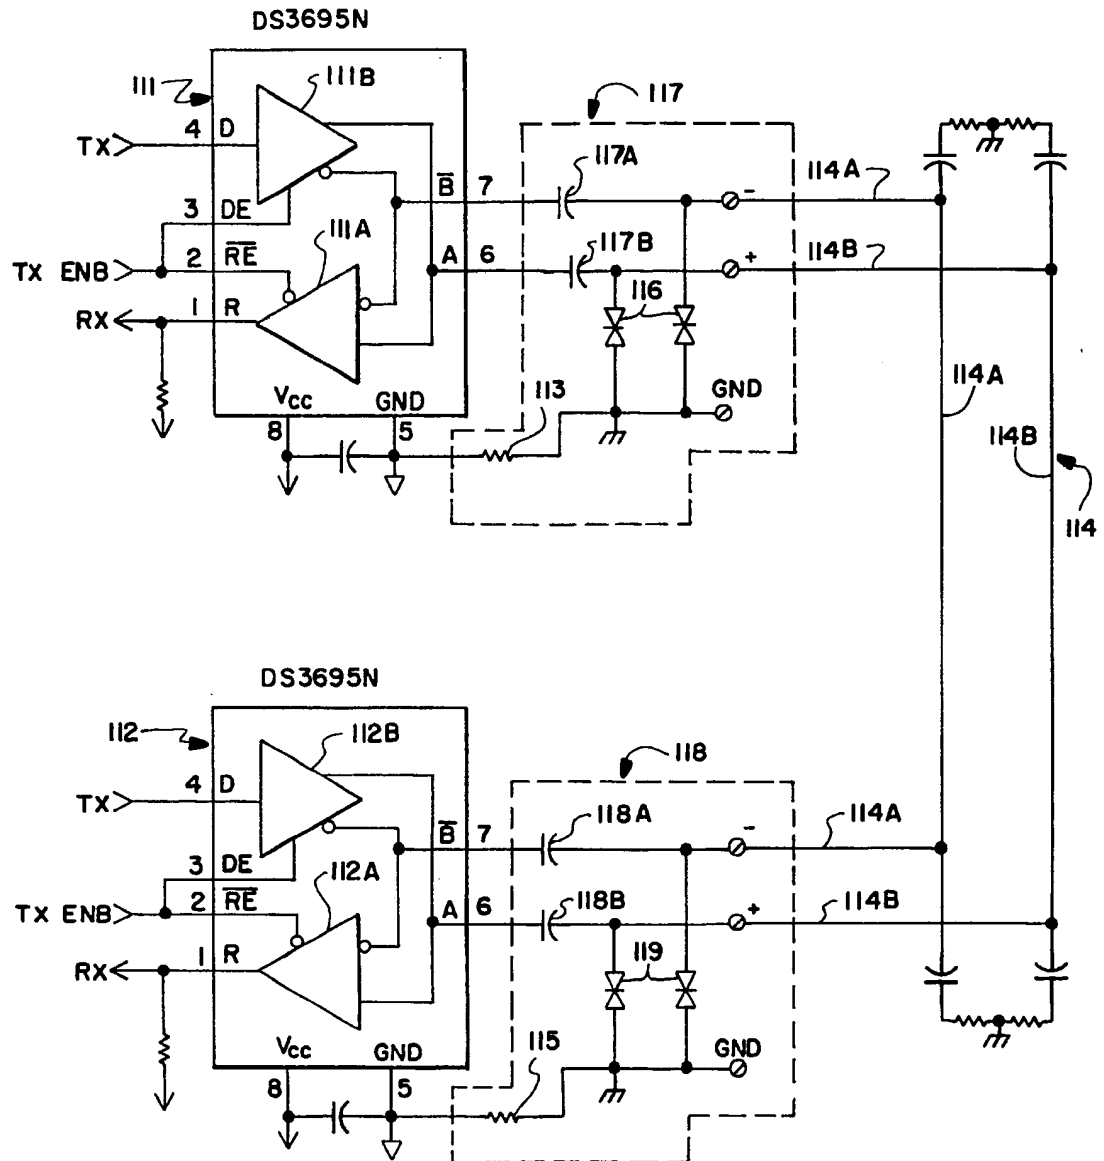 DS3695N
111
111B
117
TX
4
D
117A
114A
B
7
-
3
DE
111A
117B
114B
TX ENB
2
RE
A
6
+
116
RX
1
R
114A
113
GND
VCC
GND
8
5
114B
114
DS3695N
112
112B
118
TX
4
D
118A
114A
B
7
-
3
DE
112A
TX ENB
2
RE
A
6
118B
+
114B
119
RX
1
R
115
GND
VCC
GND
8
5